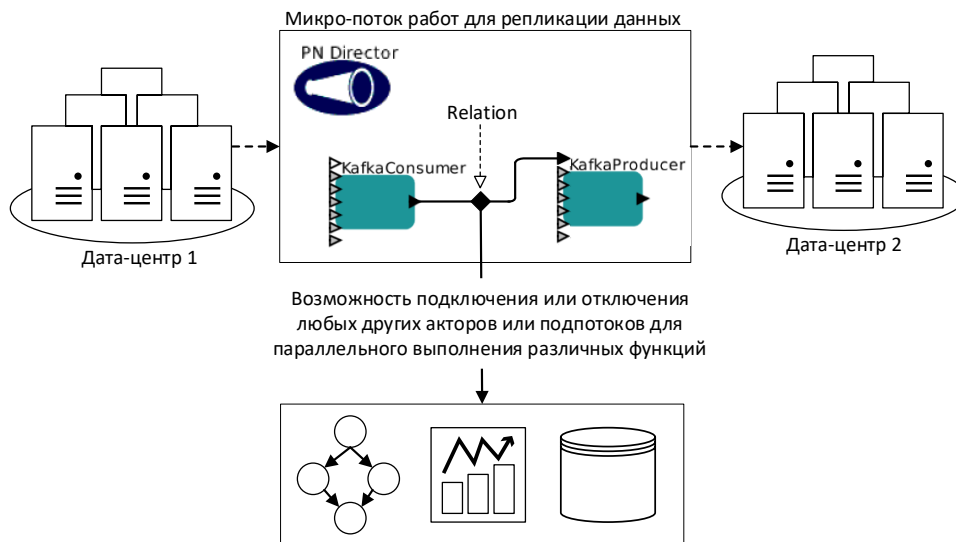 Микро-поток работ для репликации данных
PN Director
Relation
KafkaConsumer
KafkaProducer
Дата-центр 1
Дата-центр 2
Возможность подключения или отключения
любых других акторов или подпотоков для
параллельного выполнения различных функций